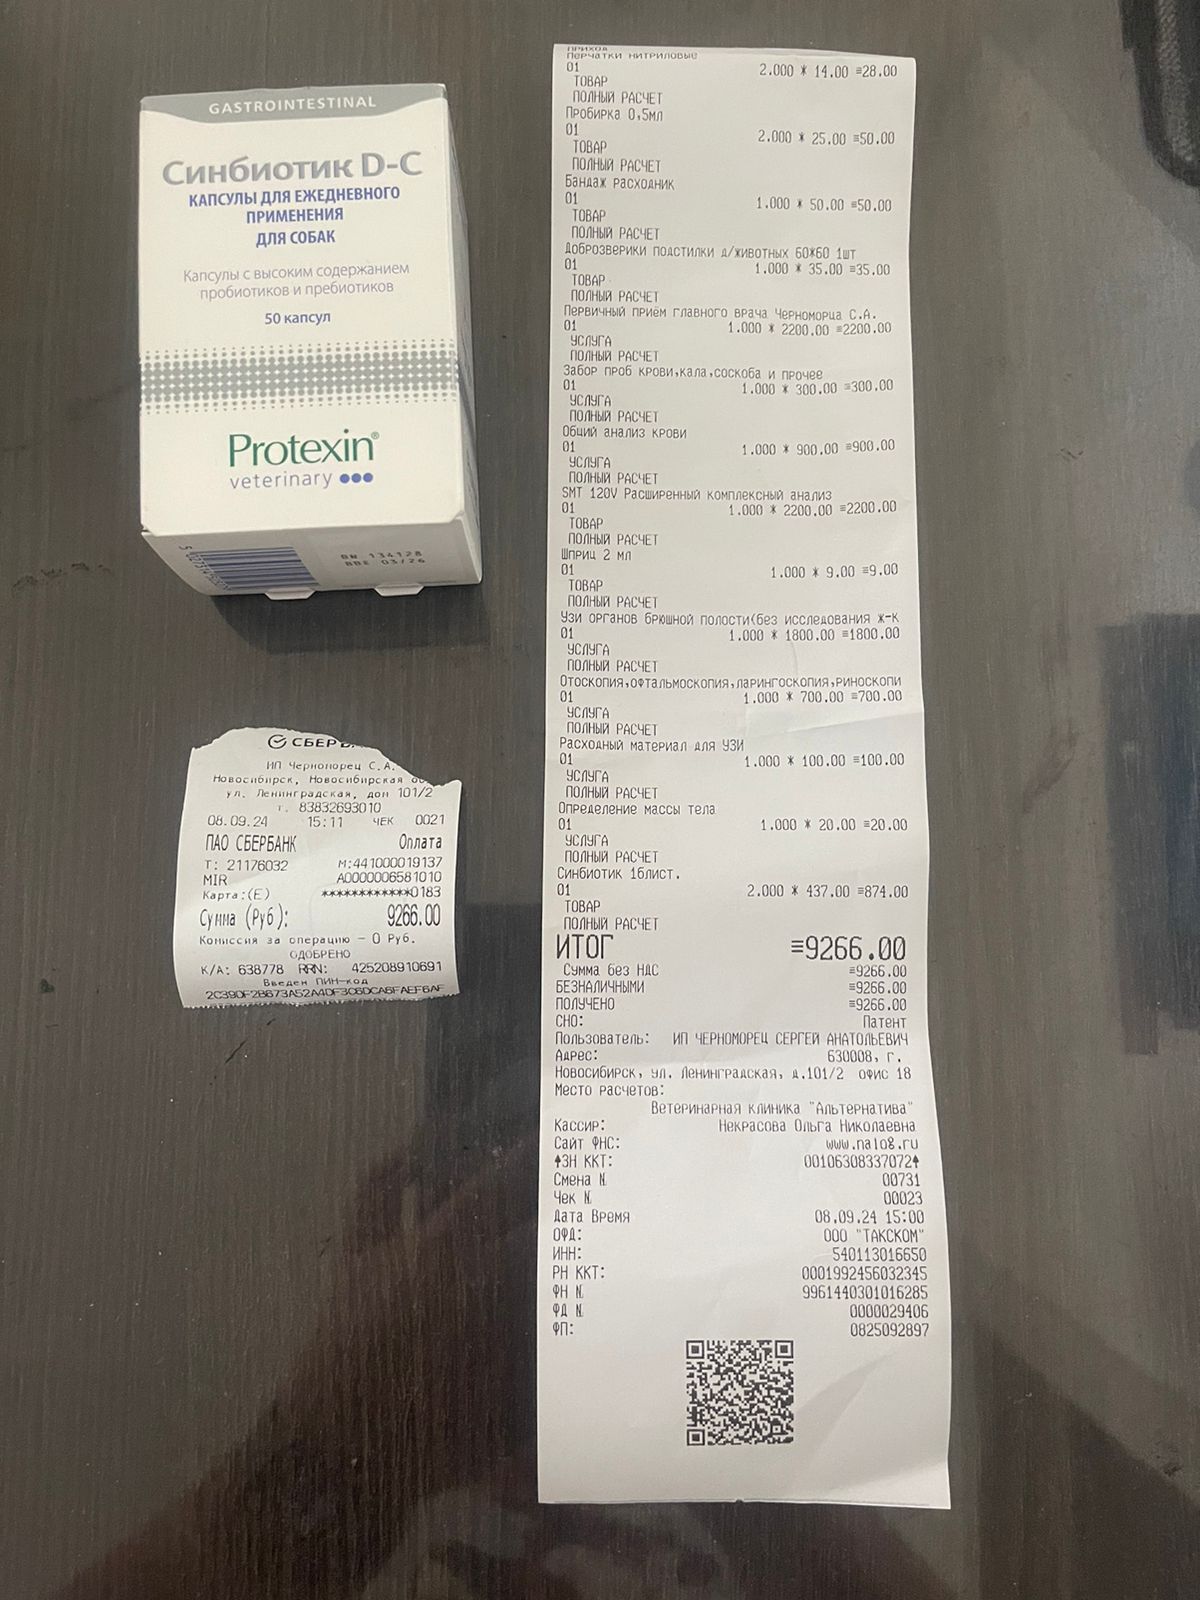 GASTROINTESTINAL
Синбиотик D-C
КАПСУЛЫ ДЛЯ ЕЖЕДНЕВНОГО
ПРИМЕНЕНИЯ
ДЛЯ СОБАК
Капсулы с высоким содержанием
пробиотиков и пребиотиков
50 капсул
Protexin®
veterinary
BN 134128
BBE 03/26
СБЕРБ
ИП Черноморец С.А.
Новосибирск, Новосибирская
ул. Ленинградская, дом 101/2
т. 83832693010
08.09.24 15:11 ЧЕК 0021
ПАО СБЕРБАНК Оплата
Т: 21176032 М:441000019137
MIR A0000006581010
Карта:(E) ************0183
Сумма (Руб): 9266.00
Комиссия за операцию – 0 Руб.
ОДОБРЕНО
К/А: 638778 RRN: 425208910691
Введен ПИН-код
2C390F2B673A52A4DF3C6DCA6FAEF6AF
ПРИХОД
Перчатки нитриловые
01 2.000 * 14.00 ≡28.00
ТОВАР
ПОЛНЫЙ РАСЧЕТ
Пробирка 0,5мл
01 2.000 * 25.00 ≡50.00
ТОВАР
ПОЛНЫЙ РАСЧЕТ
Бандаж расходник
01 1.000 * 50.00 ≡50.00
ТОВАР
ПОЛНЫЙ РАСЧЕТ
Доброзверики подстилки д/животных 60*60 1шт
01 1.000 * 35.00 ≡35.00
ТОВАР
ПОЛНЫЙ РАСЧЕТ
Первичный приём главного врача Черноморца С.А.
01 1.000 * 2200.00 ≡2200.00
УСЛУГА
ПОЛНЫЙ РАСЧЕТ
Забор проб крови,кала,соскоба и прочее
01 1.000 * 300.00 ≡300.00
УСЛУГА
ПОЛНЫЙ РАСЧЕТ
Общий анализ крови
01 1.000 * 900.00 ≡900.00
УСЛУГА
ПОЛНЫЙ РАСЧЕТ
SMT 120V Расширенный комплексный анализ
01 1.000 * 2200.00 ≡2200.00
ТОВАР
ПОЛНЫЙ РАСЧЕТ
Шприц 2 мл
01 1.000 * 9.00 ≡9.00
ТОВАР
ПОЛНЫЙ РАСЧЕТ
Узи органов брюшной полости(без исследования ж-к
01 1.000 * 1800.00 ≡1800.00
УСЛУГА
ПОЛНЫЙ РАСЧЕТ
Отоскопия,офтальмоскопия,ларингоскопия,риноскопи
01 1.000 * 700.00 ≡700.00
УСЛУГА
ПОЛНЫЙ РАСЧЕТ
Расходный материал для УЗИ
01 1.000 * 100.00 ≡100.00
УСЛУГА
ПОЛНЫЙ РАСЧЕТ
Определение массы тела
01 1.000 * 20.00 ≡20.00
УСЛУГА
ПОЛНЫЙ РАСЧЕТ
Синбиотик 1блист.
01 2.000 * 437.00 ≡874.00
ТОВАР
ПОЛНЫЙ РАСЧЕТ
ИТОГ ≡9266.00
Сумма без НДС ≡9266.00
БЕЗНАЛИЧНЫМИ ≡9266.00
ПОЛУЧЕНО ≡9266.00
СНО: Патент
Пользователь: ИП ЧЕРНОМОРЕЦ СЕРГЕЙ АНАТОЛЬЕВИЧ
Адрес: 630008, г.
Новосибирск, ул. Ленинградская, д.101/2 офис 18
Место расчетов:
Ветеринарная клиника "Альтернатива"
Кассир: Некрасова Ольга Николаевна
Сайт ФНС: www.nalog.ru
ЗН ККТ: 00106308337072
Смена № 00731
Чек № 00023
Дата Время 08.09.24 15:00
ОФД: ООО "ТАКСКОМ"
ИНН: 540113016650
РН ККТ: 0001992456032345
ФН № 9961440301016285
ФД № 0000029406
ФП: 0825092897